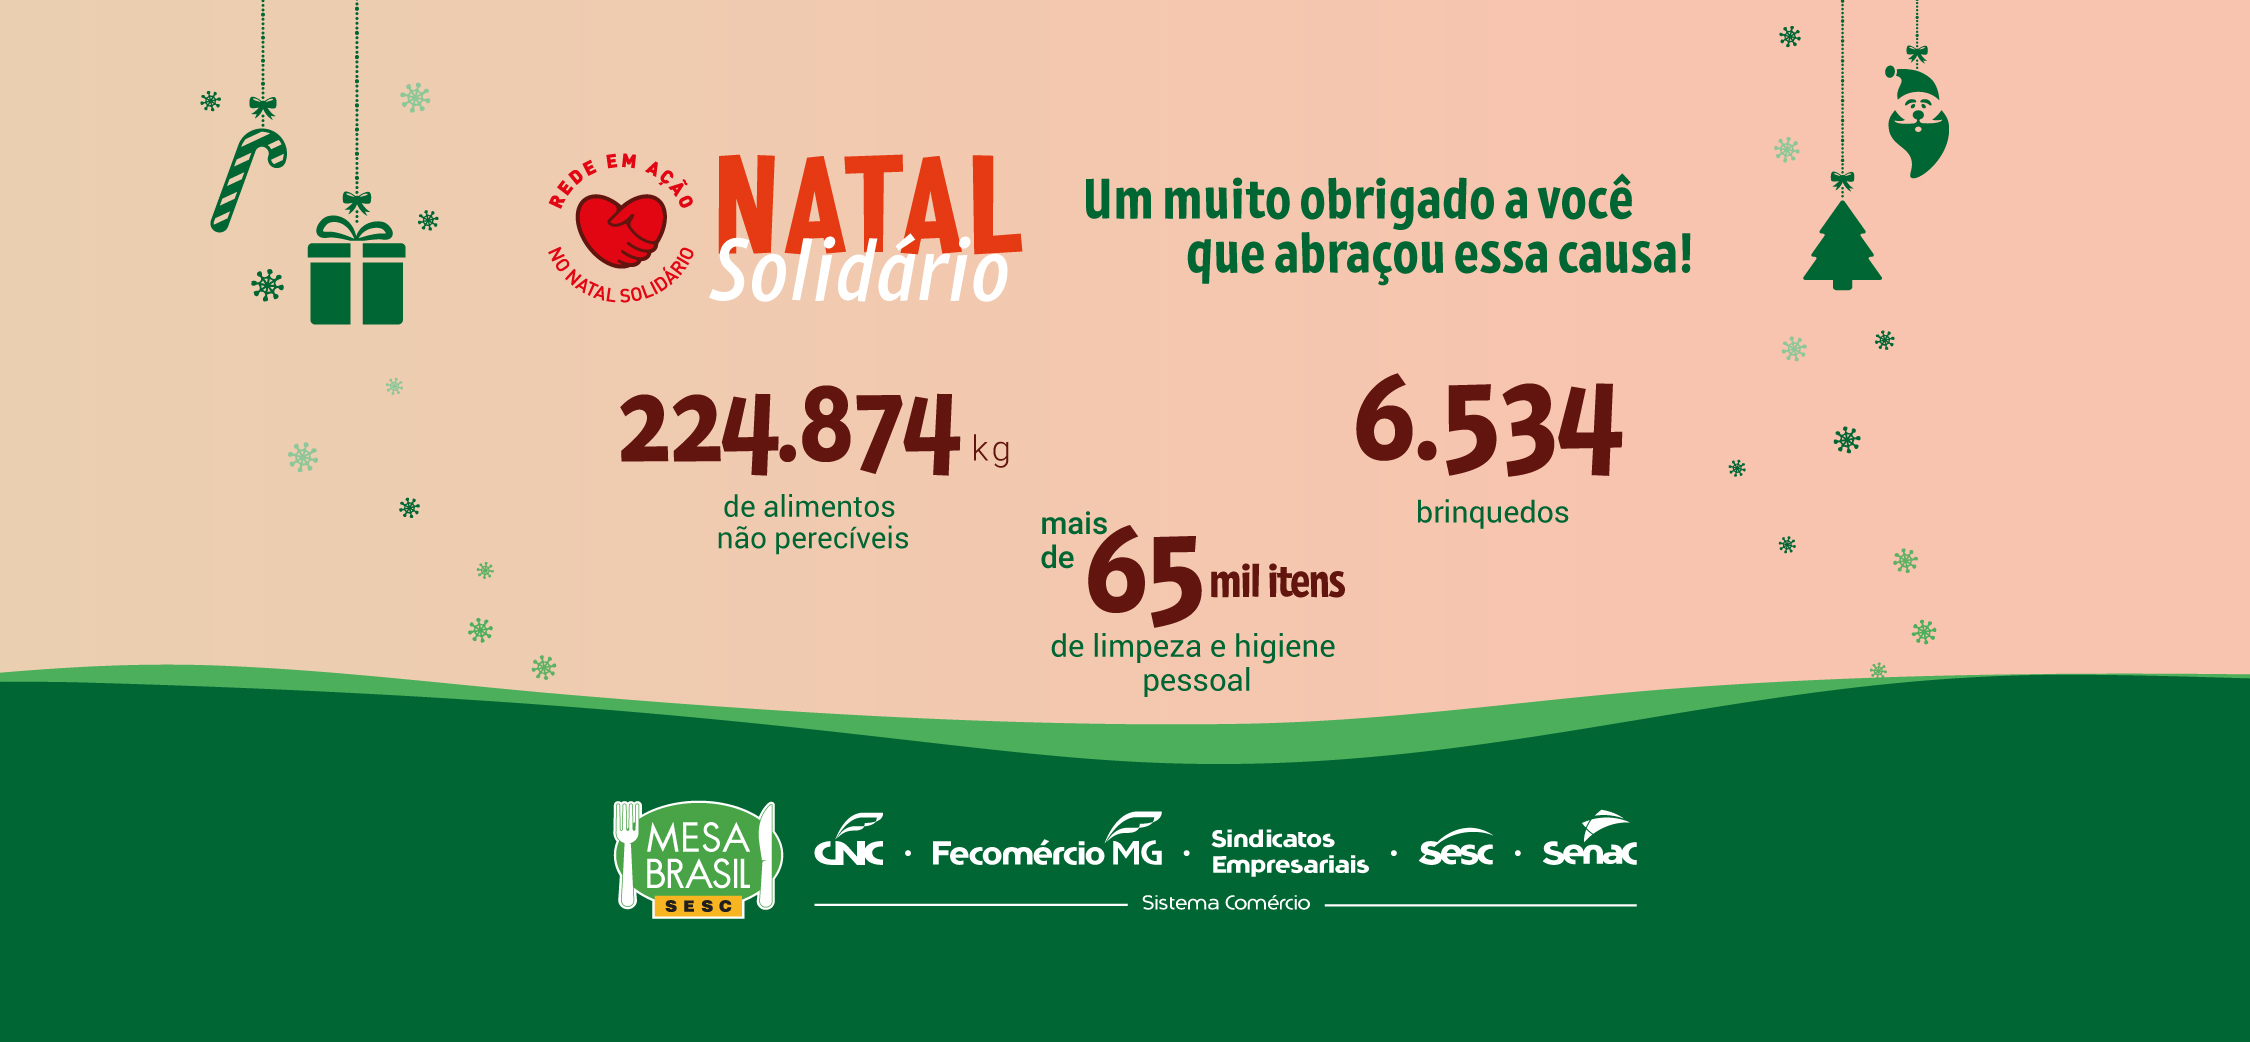 REDE EM AÇÃO
NO NATAL SOLIDÁRIO
NATAL
Solidário
Um muito obrigado a você
que abraçou essa causa!
224.874 kg
de alimentos
não perecíveis
6.534
brinquedos
mais
de 65 mil itens
de limpeza e higiene
pessoal
MESA
BRASIL
SESC
CNC · Fecomércio MG · Sindicatos
Empresariais · Sesc · Senac
Sistema Comércio